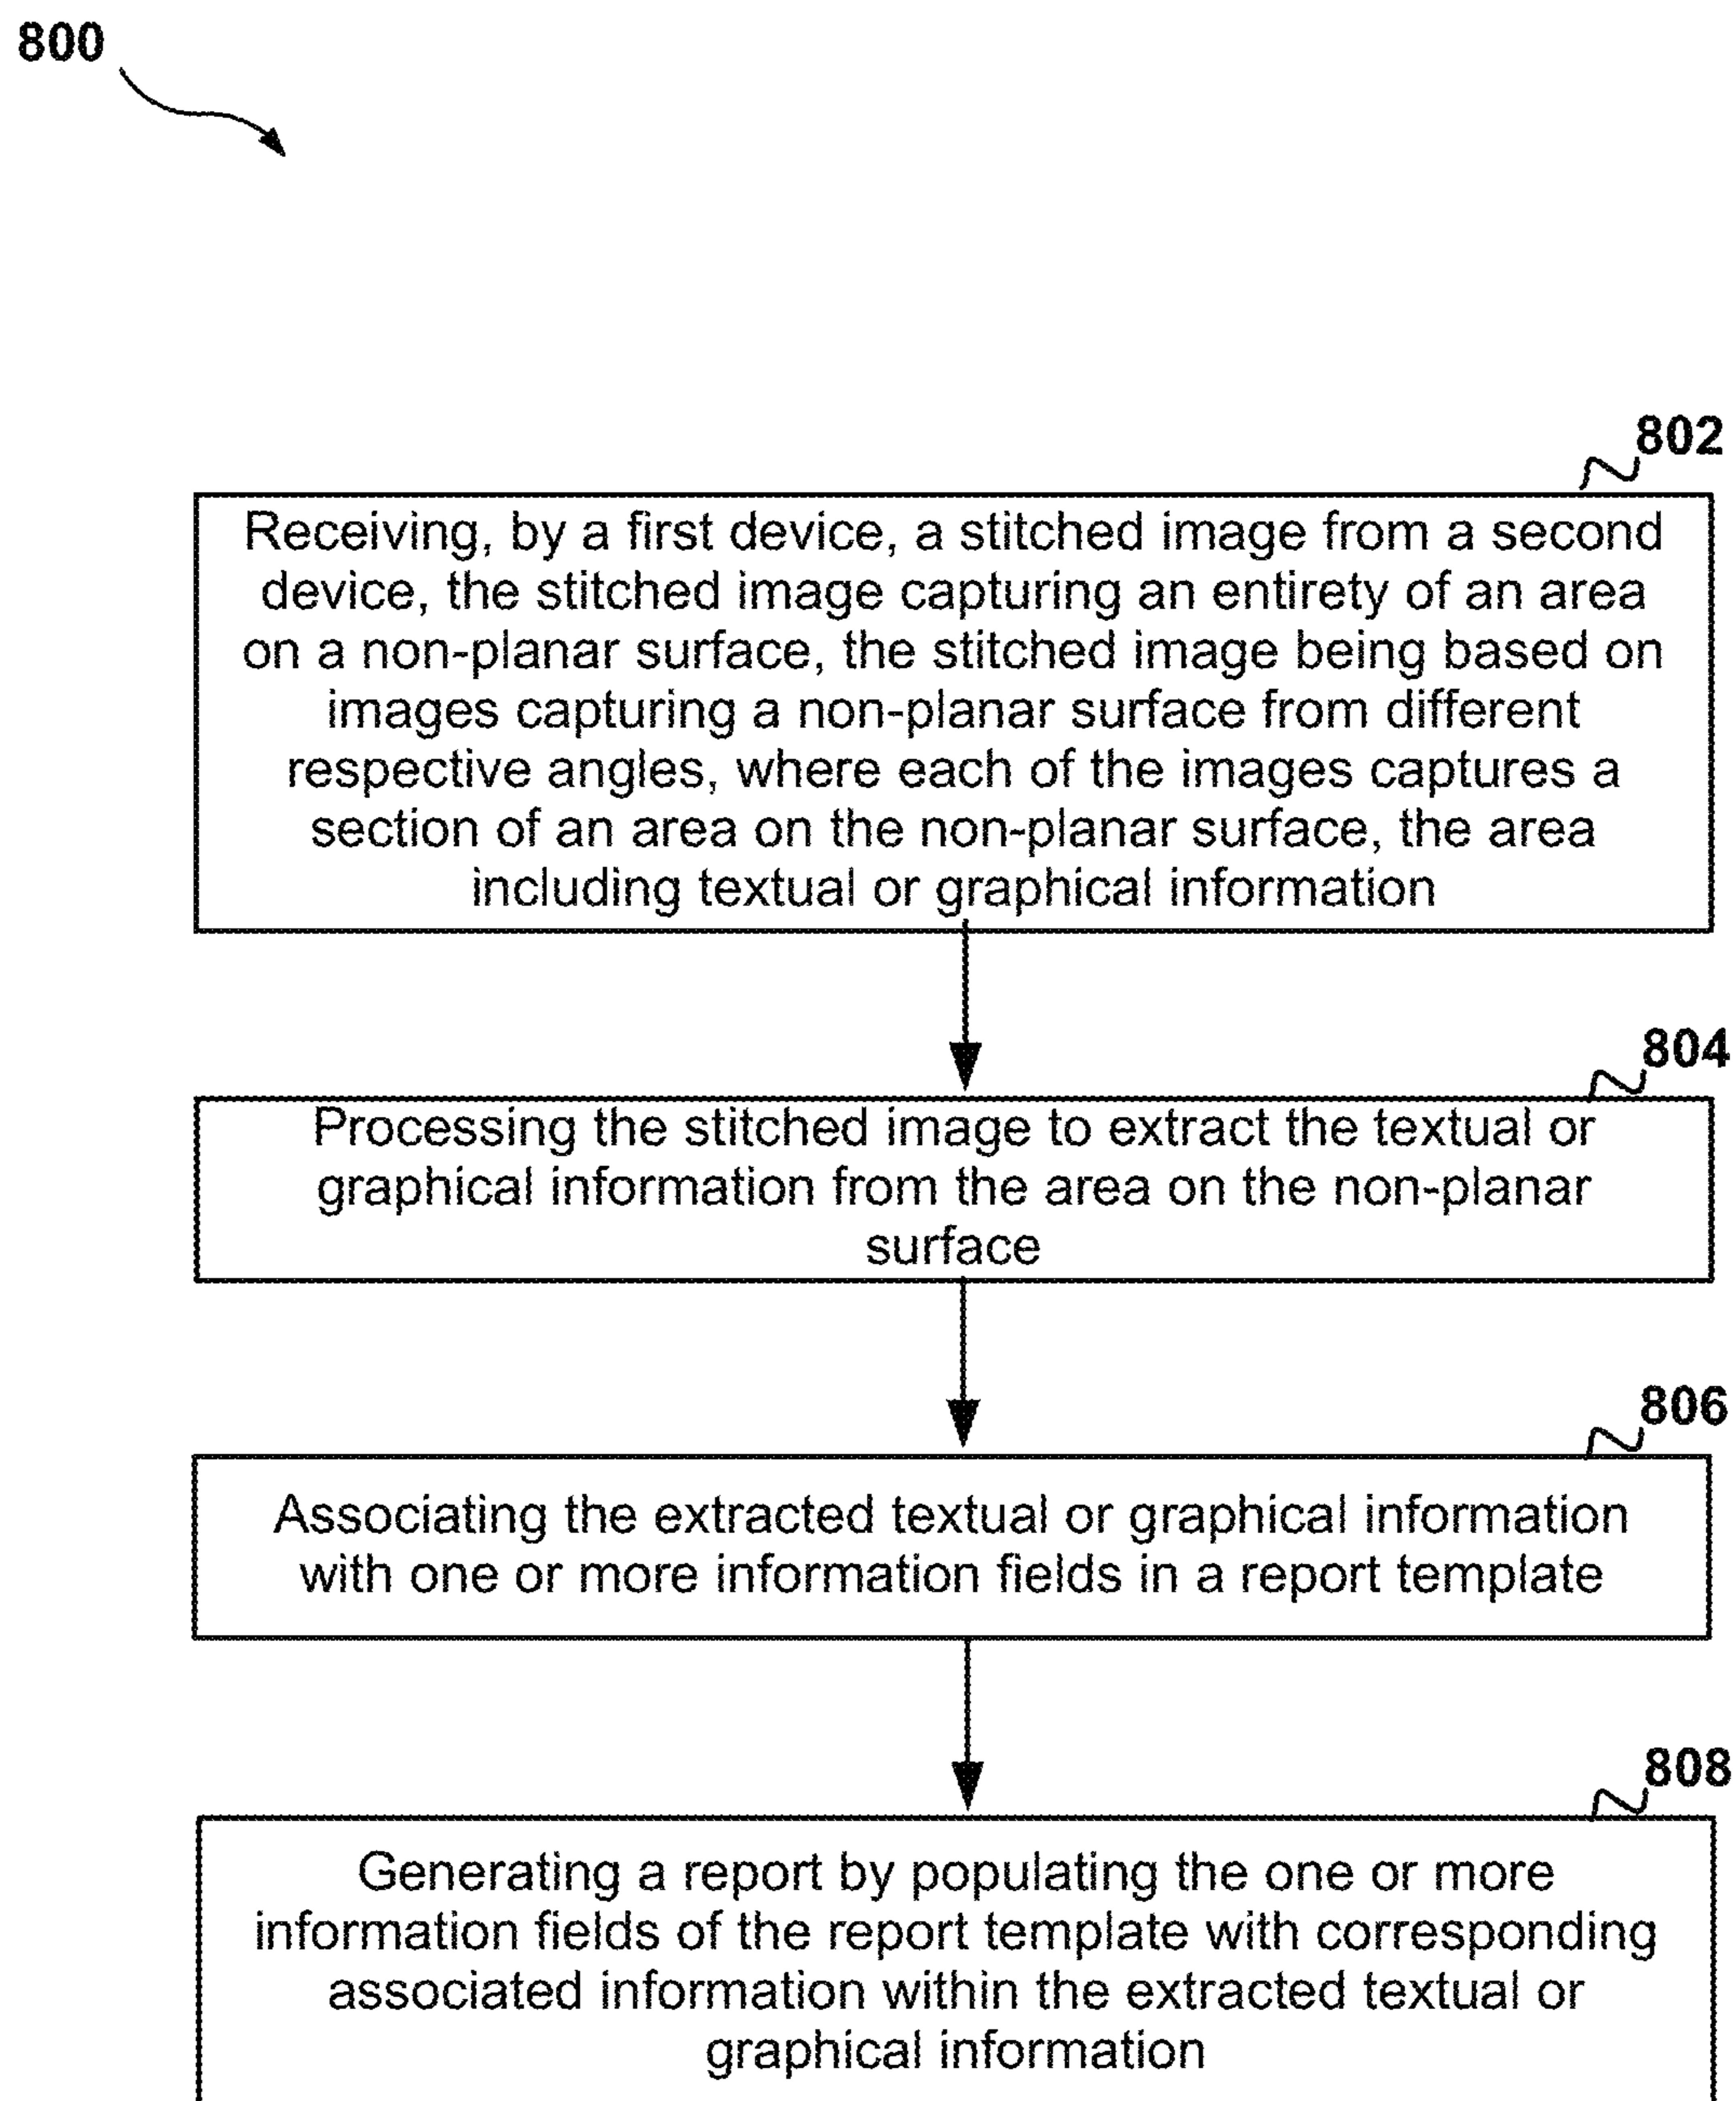 800
802
Receiving, by a first device, a stitched image from a second
device, the stitched image capturing an entirety of an area
on a non-planar surface, the stitched image being based on
images capturing a non-planar surface from different
respective angles, where each of the images captures a
section of an area on the non-planar surface, the area
including textual or graphical information
804
Processing the stitched image to extract the textual or
graphical information from the area on the non-planar
surface
806
Associating the extracted textual or graphical information
with one or more information fields in a report template
808
Generating a report by populating the one or more
information fields of the report template with corresponding
associated information within the extracted textual or
graphical information